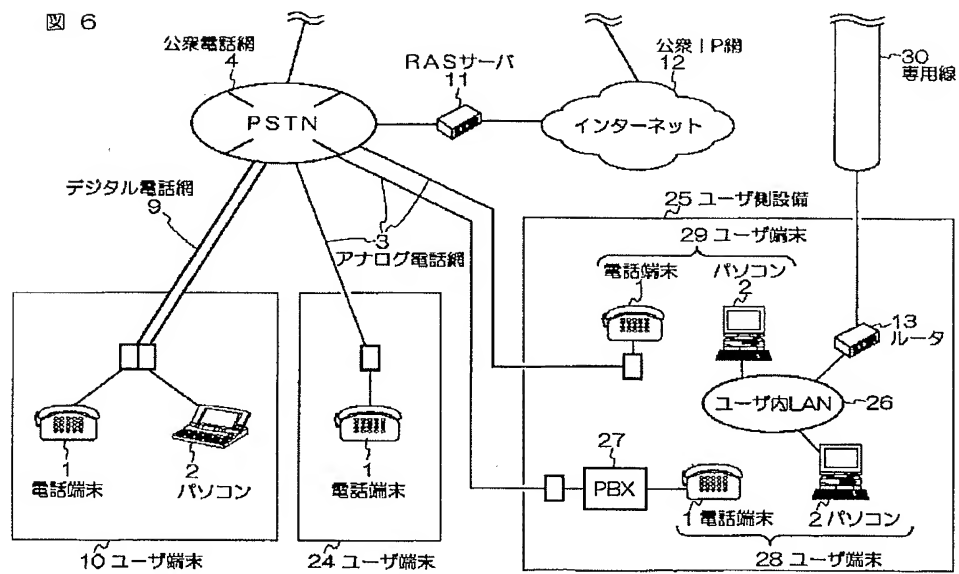 図 6
公衆電話網
4
PSTN
RASサーバ
11
公衆IP網
12
インターネット
30
専用線
デジタル電話網
9
3
アナログ電話網
25 ユーザ側設備
29 ユーザ端末
電話端末
1
パソコン
2
13
ルータ
ユーザ内LAN
26
27
PBX
1 電話端末
2 パソコン
28 ユーザ端末
1
電話端末
2
パソコン
10 ユーザ端末
1
電話端末
24 ユーザ端末